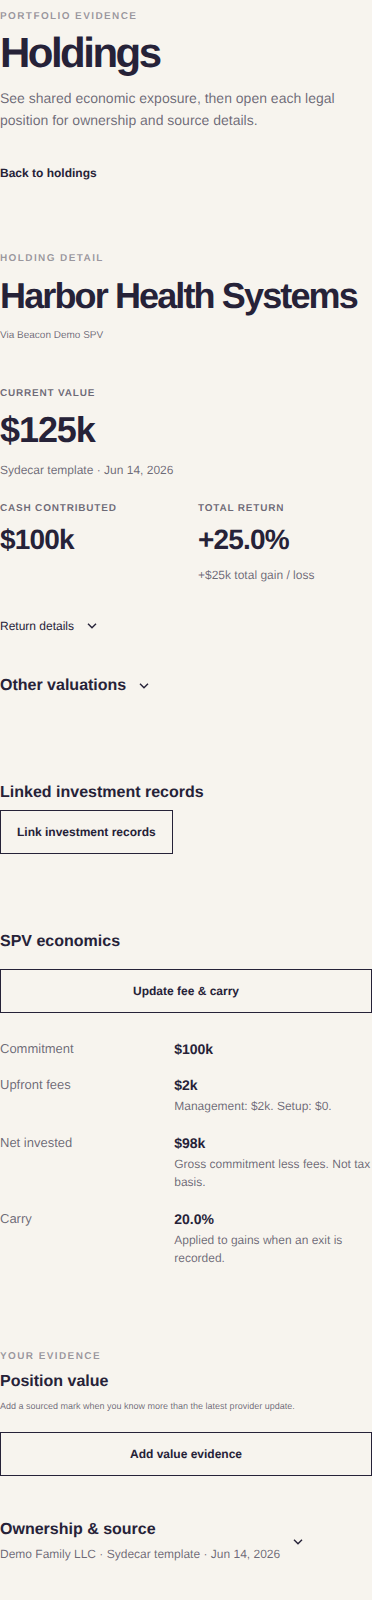 PORTFOLIO EVIDENCE
Holdings
See shared economic exposure, then open each legal
position for ownership and source details.
Back to holdings
HOLDING DETAIL
Harbor Health Systems
Via Beacon Demo SPV
CURRENT VALUE
$125k
Sydecar template · Jun 14, 2026
CASH CONTRIBUTED
$100k
TOTAL RETURN
+25.0%
+$25k total gain / loss
Return details
Other valuations
Linked investment records
Link investment records
SPV economics
Update fee & carry
Commitment
$100k
Upfront fees
$2k
Management: $2k. Setup: $0.
Net invested
$98k
Gross commitment less fees. Not tax
basis.
Carry
20.0%
Applied to gains when an exit is
recorded.
YOUR EVIDENCE
Position value
Add a sourced mark when you know more than the latest provider update.
Add value evidence
Ownership & source
Demo Family LLC · Sydecar template · Jun 14, 2026